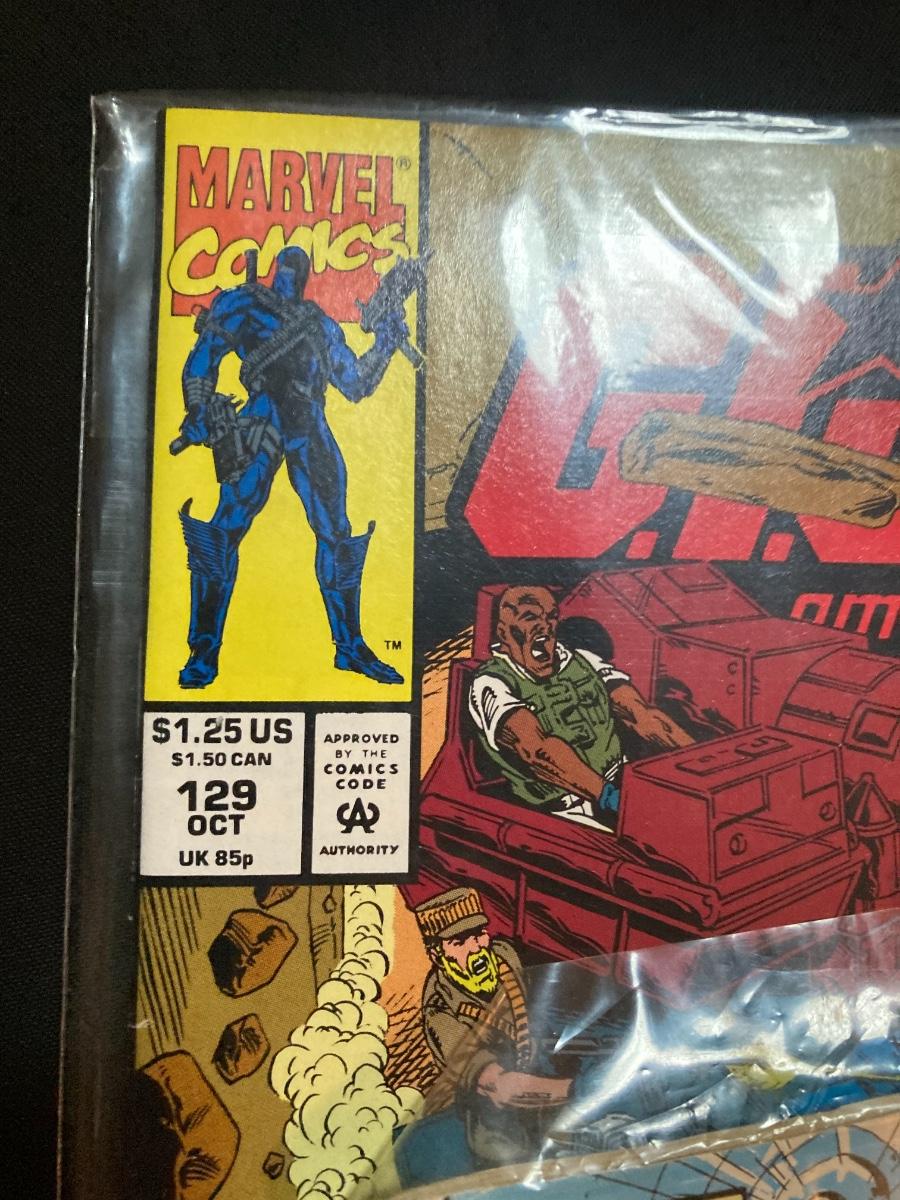 MARVEL®
COMICS
TM
$1.25 US
$1.50 CAN
129
OCT
UK 85p
APPROVED
BY THE
COMICS
CODE
CA
AUTHORITY
G.I.